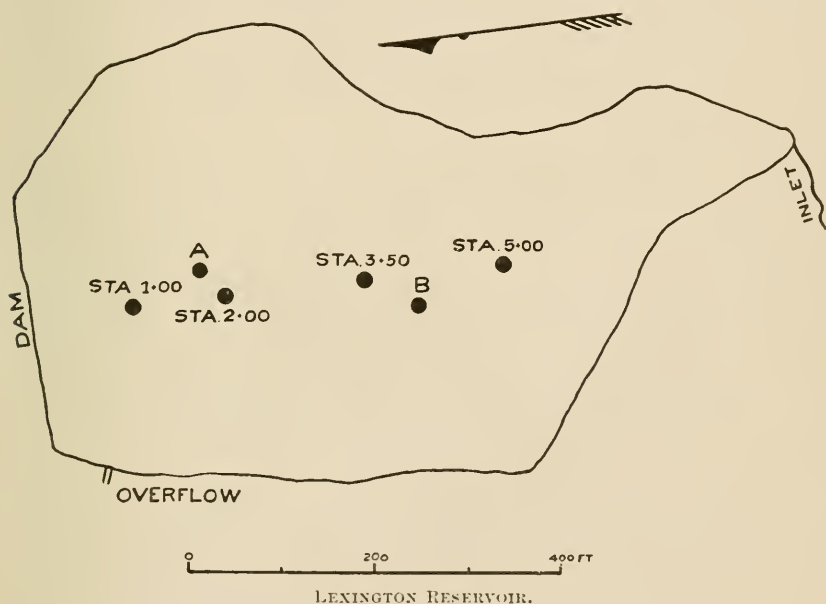 INLET
A
STA. 3+50
STA. 5+00
STA 1+00
B
DAM
STA. 2+00
OVERFLOW
0 200 400 FT
LEXINGTON RESERVOIR.